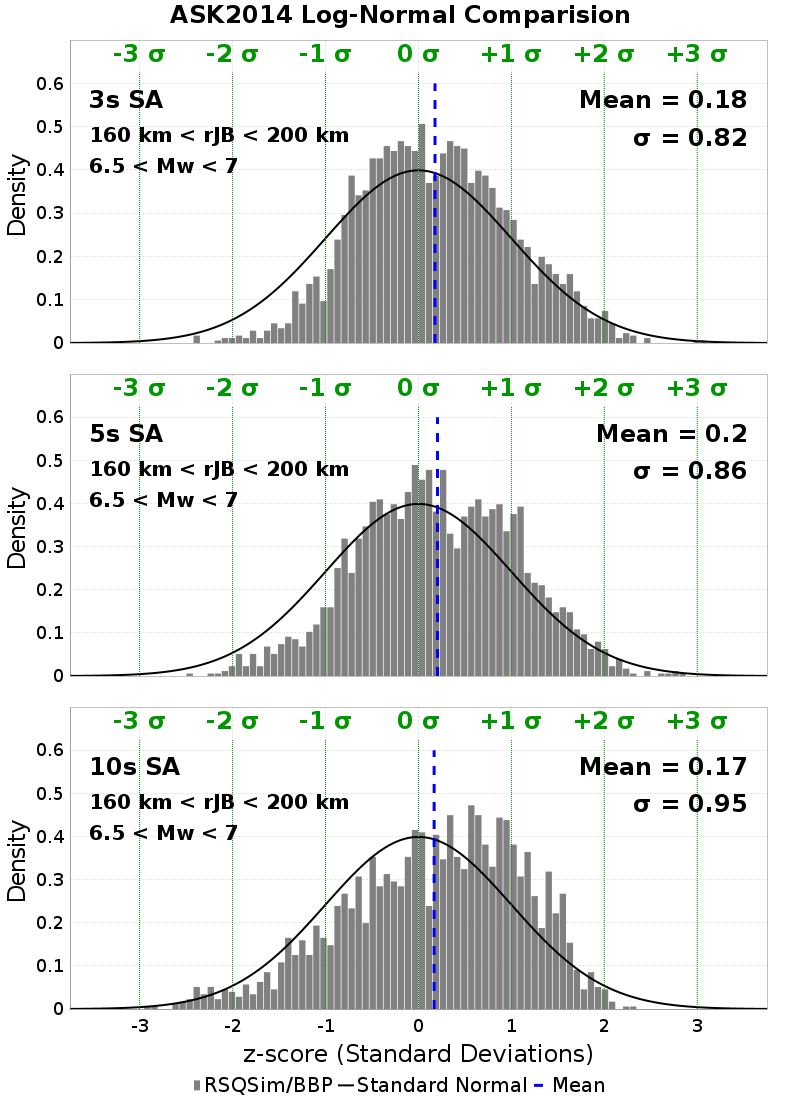 ASK2014 Log-Normal Comparision
-3 σ -2 σ -1 σ 0 σ +1 σ +2 σ +3 σ
3s SA
160 km < rJB < 200 km
6.5 < Mw < 7
Mean = 0.18
σ = 0.82
0.6
0.5
0.4
0.3
0.2
0.1
0
Density
-3 σ -2 σ -1 σ 0 σ +1 σ +2 σ +3 σ
5s SA
160 km < rJB < 200 km
6.5 < Mw < 7
Mean = 0.2
σ = 0.86
0.6
0.5
0.4
0.3
0.2
0.1
0
Density
-3 σ -2 σ -1 σ 0 σ +1 σ +2 σ +3 σ
10s SA
160 km < rJB < 200 km
6.5 < Mw < 7
Mean = 0.17
σ = 0.95
0.6
0.5
0.4
0.3
0.2
0.1
0
Density
-3 -2 -1 0 1 2 3
z-score (Standard Deviations)
RSQSim/BBP Standard Normal Mean